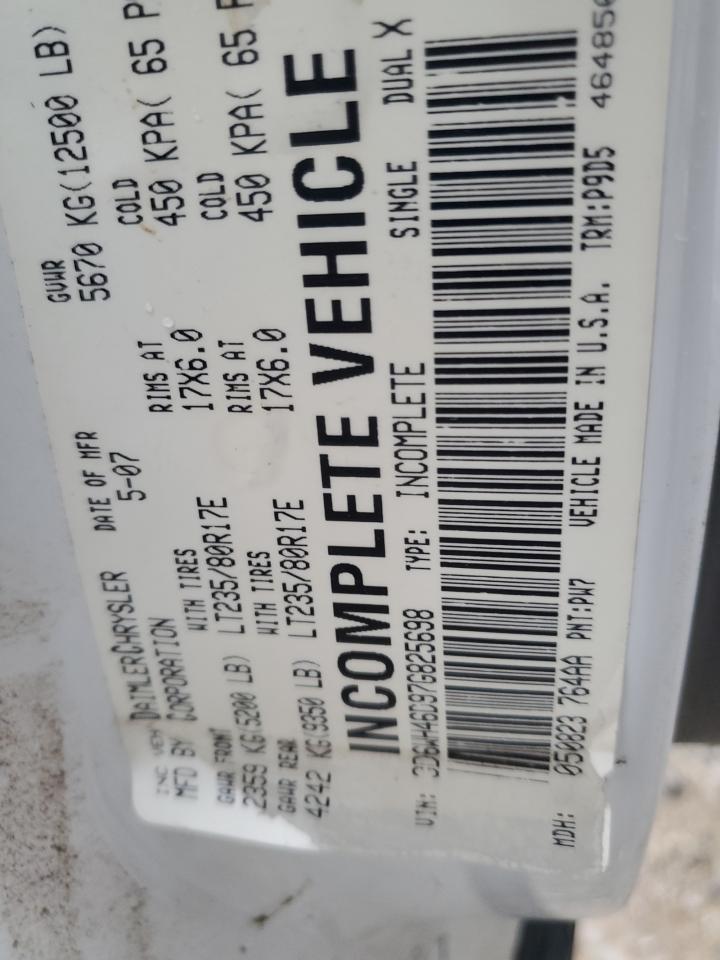 INC VEH DAIMLERCHRYSLER DATE OF MFR GVWR
MFD BY CORPORATION 5-07 5670 KG(12500 LB)
GAWR FRONT WITH TIRES RIMS AT COLD
2359 KG(5200 LB) LT235/80R17E 17X6.0 450 KPA( 65 P
GAWR REAR WITH TIRES RIMS AT COLD
4242 KG(9350 LB) LT235/80R17E 17X6.0 450 KPA( 65 P
INCOMPLETE VEHICLE
VIN: TYPE: INCOMPLETE SINGLE DUAL X
MDH: 050823 764AA PNT:PW7 VEHICLE MADE IN U.S.A. TRM:P9D5